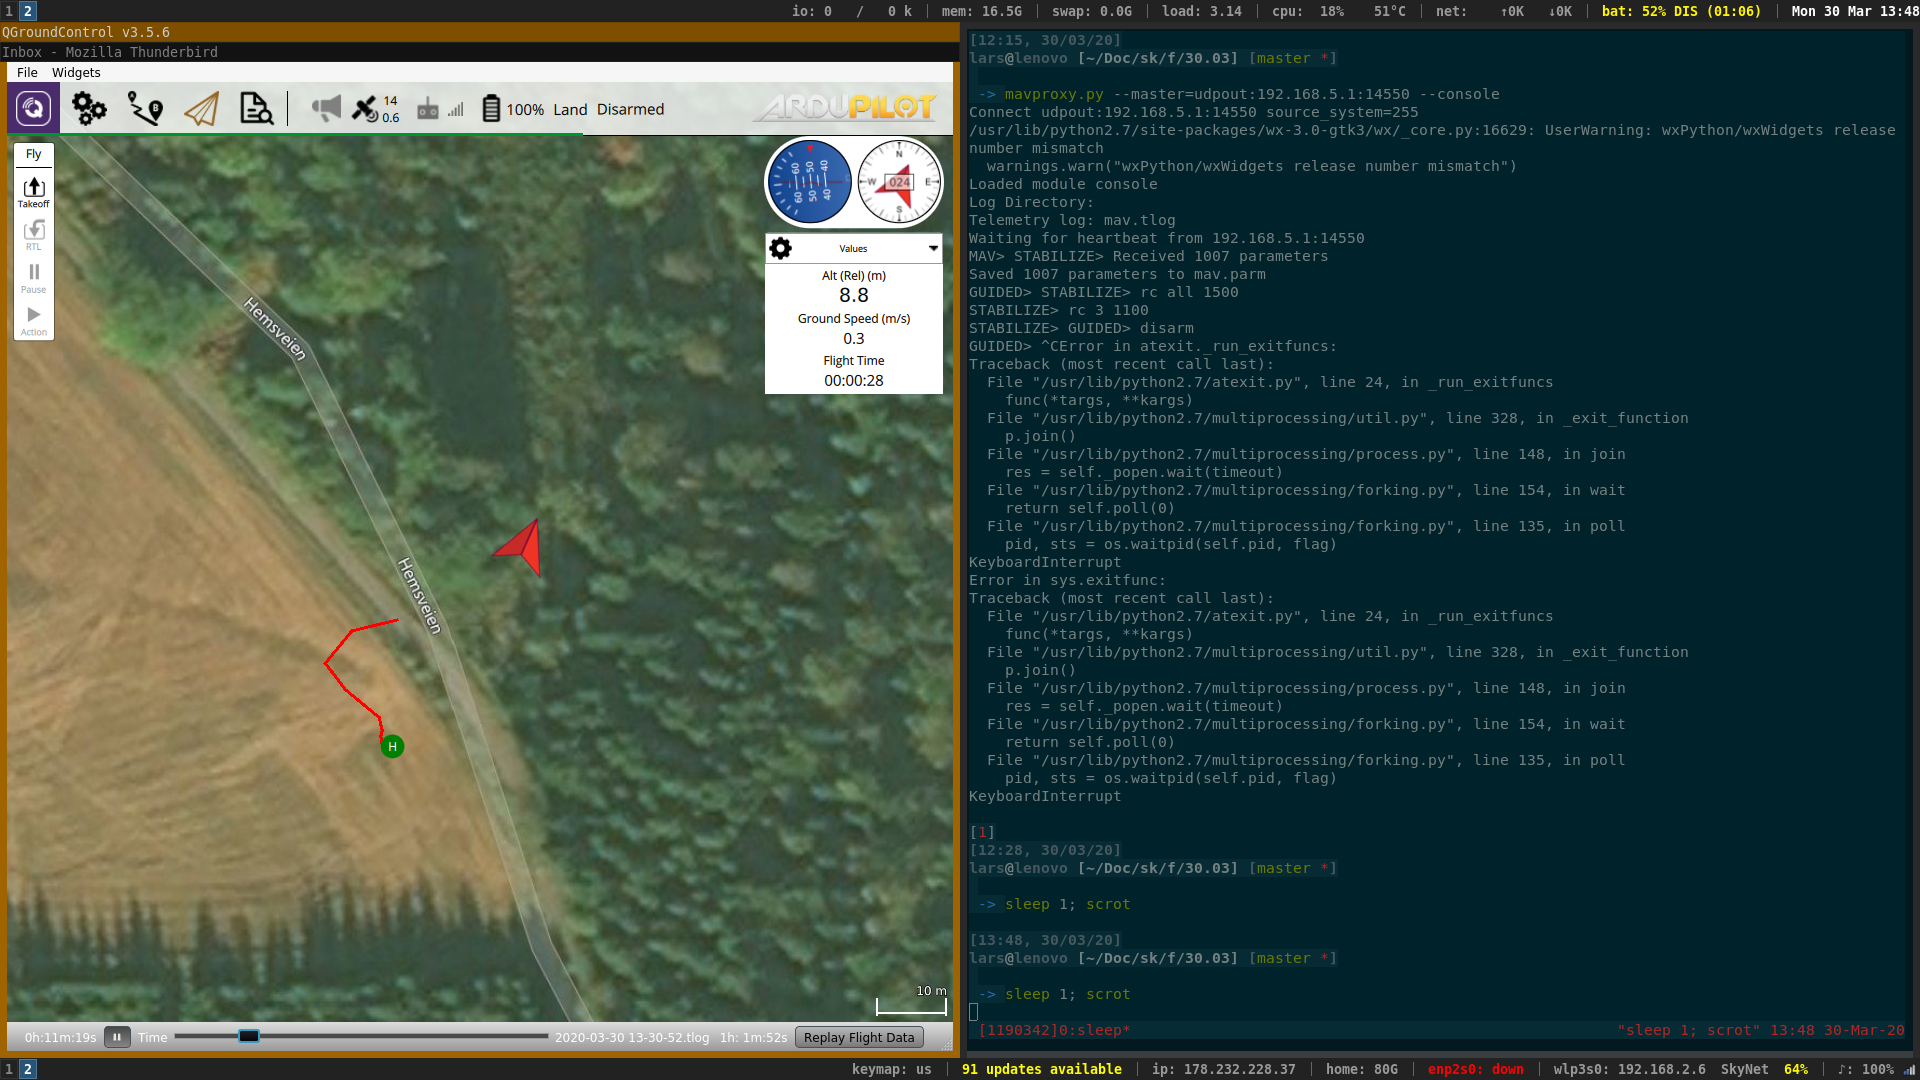 1 2 io: 0 / 0 k | mem: 16.5G | swap: 0.0G | load: 3.14 | cpu: 18% 51°C | net: ↑0K ↓0K | bat: 52% DIS (01:06) | Mon 30 Mar 13:48
QGroundControl v3.5.6
Inbox - Mozilla Thunderbird
File Widgets
14
0.6
100% Land Disarmed
ARDUPILOT
Fly
Takeoff
RTL
Pause
Action
60 50 40
60 50 40
N
W 024 E
S
Values
Alt (Rel) (m)
8.8
Ground Speed (m/s)
0.3
Flight Time
00:00:28
Hemsveien
Hemsveien
H
10 m
0h:11m:19s Time 2020-03-30 13-30-52.tlog 1h: 1m:52s Replay Flight Data
[12:15, 30/03/20]
lars@lenovo [~/Doc/sk/f/30.03] [master *]
-> mavproxy.py --master=udpout:192.168.5.1:14550 --console
Connect udpout:192.168.5.1:14550 source_system=255
/usr/lib/python2.7/site-packages/wx-3.0-gtk3/wx/_core.py:16629: UserWarning: wxPython/wxWidgets release
number mismatch
warnings.warn("wxPython/wxWidgets release number mismatch")
Loaded module console
Log Directory:
Telemetry log: mav.tlog
Waiting for heartbeat from 192.168.5.1:14550
MAV> STABILIZE> Received 1007 parameters
Saved 1007 parameters to mav.parm
GUIDED> STABILIZE> rc all 1500
STABILIZE> rc 3 1100
STABILIZE> GUIDED> disarm
GUIDED> ^CError in atexit._run_exitfuncs:
Traceback (most recent call last):
File "/usr/lib/python2.7/atexit.py", line 24, in _run_exitfuncs
func(*targs, **kargs)
File "/usr/lib/python2.7/multiprocessing/util.py", line 328, in _exit_function
p.join()
File "/usr/lib/python2.7/multiprocessing/process.py", line 148, in join
res = self._popen.wait(timeout)
File "/usr/lib/python2.7/multiprocessing/forking.py", line 154, in wait
return self.poll(0)
File "/usr/lib/python2.7/multiprocessing/forking.py", line 135, in poll
pid, sts = os.waitpid(self.pid, flag)
KeyboardInterrupt
Error in sys.exitfunc:
Traceback (most recent call last):
File "/usr/lib/python2.7/atexit.py", line 24, in _run_exitfuncs
func(*targs, **kargs)
File "/usr/lib/python2.7/multiprocessing/util.py", line 328, in _exit_function
p.join()
File "/usr/lib/python2.7/multiprocessing/process.py", line 148, in join
res = self._popen.wait(timeout)
File "/usr/lib/python2.7/multiprocessing/forking.py", line 154, in wait
return self.poll(0)
File "/usr/lib/python2.7/multiprocessing/forking.py", line 135, in poll
pid, sts = os.waitpid(self.pid, flag)
KeyboardInterrupt
[1]
[12:28, 30/03/20]
lars@lenovo [~/Doc/sk/f/30.03] [master *]
-> sleep 1; scrot
[13:48, 30/03/20]
lars@lenovo [~/Doc/sk/f/30.03] [master *]
-> sleep 1; scrot
[1190342]0:sleep* "sleep 1; scrot" 13:48 30-Mar-20
1 2 keymap: us | 91 updates available | ip: 178.232.228.37 | home: 80G | enp2s0: down | wlp3s0: 192.168.2.6 SkyNet 64% | ♪: 100%